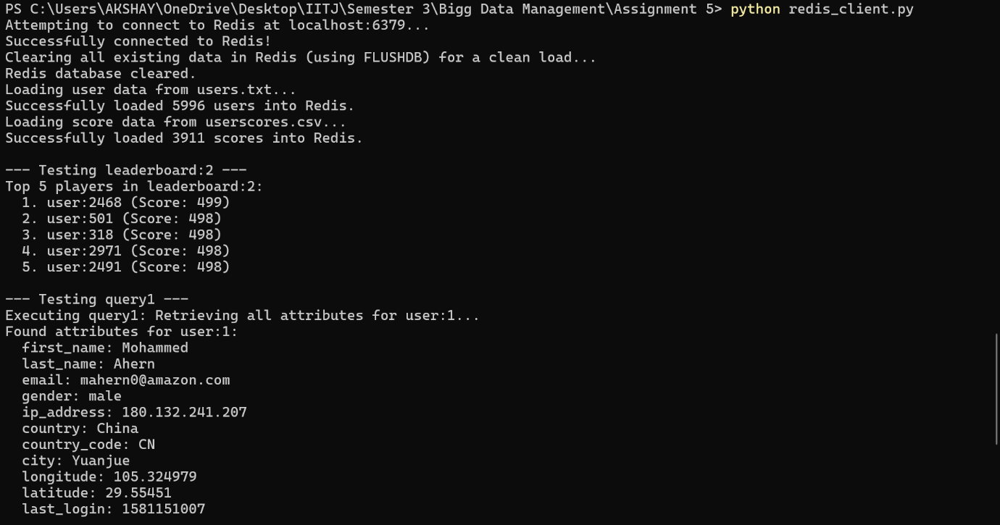 PS C:\Users\AKSHAY\OneDrive\Desktop\IITJ\Semester 3\Bigg Data Management\Assignment 5> python redis_client.py
Attempting to connect to Redis at localhost:6379...
Successfully connected to Redis!
Clearing all existing data in Redis (using FLUSHDB) for a clean load...
Redis database cleared.
Loading user data from users.txt...
Successfully loaded 5996 users into Redis.
Loading score data from userscores.csv...
Successfully loaded 3911 scores into Redis.

--- Testing leaderboard:2 ---
Top 5 players in leaderboard:2:
  1. user:2468 (Score: 499)
  2. user:501 (Score: 498)
  3. user:318 (Score: 498)
  4. user:2971 (Score: 498)
  5. user:2491 (Score: 498)

--- Testing query1 ---
Executing query1: Retrieving all attributes for user:1...
Found attributes for user:1:
  first_name: Mohammed
  last_name: Ahern
  email: mahern0@amazon.com
  gender: male
  ip_address: 180.132.241.207
  country: China
  country_code: CN
  city: Yuanjue
  longitude: 105.324979
  latitude: 29.55451
  last_login: 1581151007